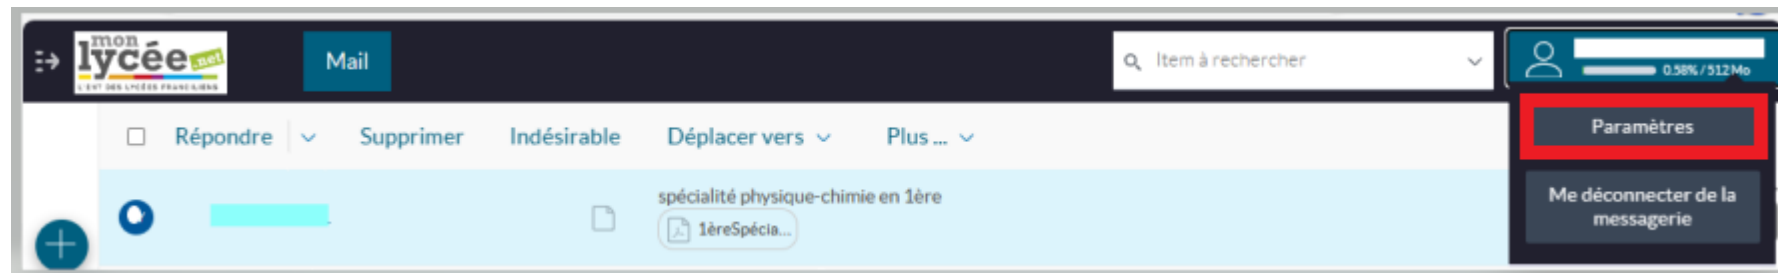 mon
lycée.net
L'ENT DES LYCÉES FRANCILIENS
Mail
Item à rechercher
0.58% / 512 Mo
Paramètres
Répondre
Supprimer
Indésirable
Déplacer vers
Plus ...
Me déconnecter de la
messagerie
spécialité physique-chimie en 1ère
1èreSpécia...